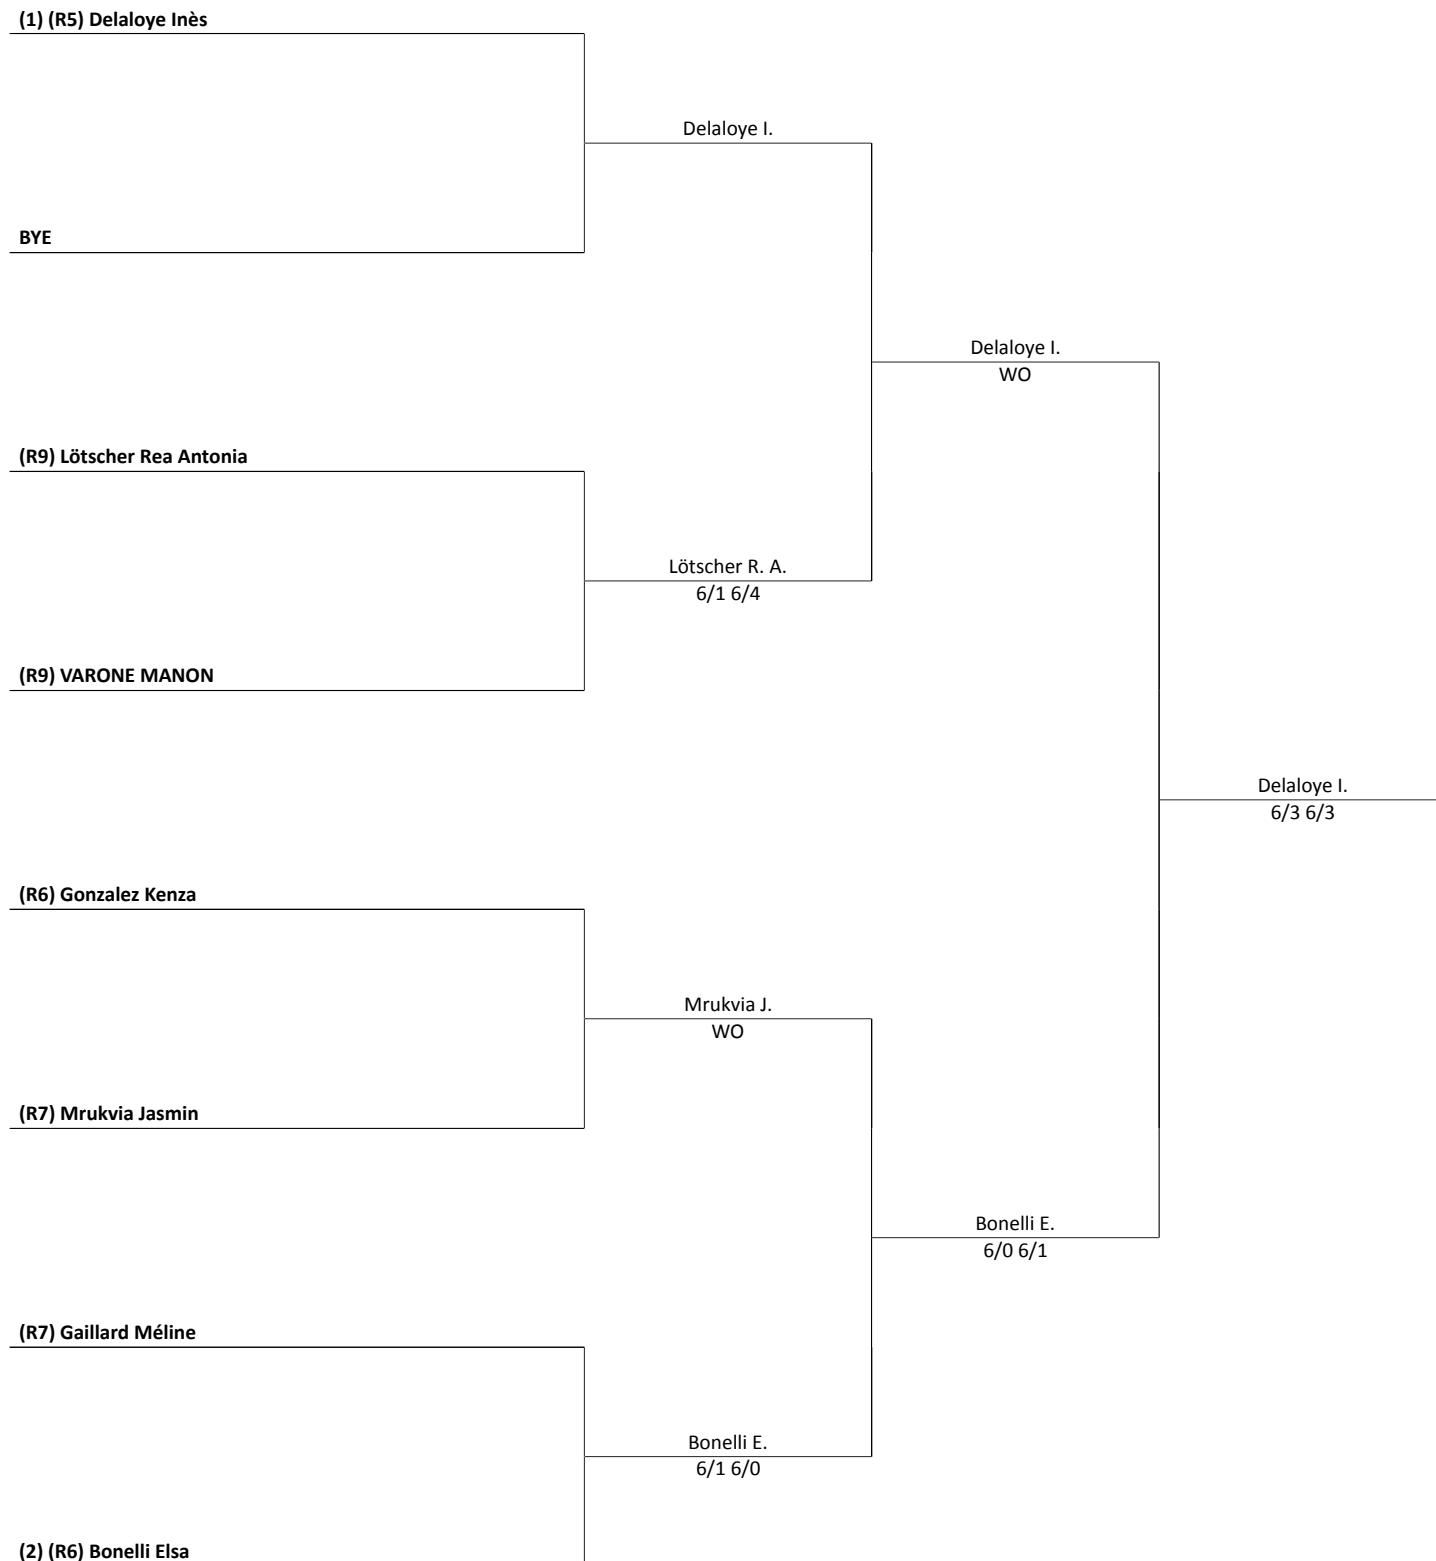 (1) (R5) Delaloye Inès
Delaloye I.
BYE
Delaloye I.
WO
(R9) Lötscher Rea Antonia
Lötscher R. A.
6/1 6/4
(R9) VARONE MANON
Delaloye I.
6/3 6/3
(R6) Gonzalez Kenza
Mrukvia J.
WO
(R7) Mrukvia Jasmin
Bonelli E.
6/0 6/1
(R7) Gaillard Méline
Bonelli E.
6/1 6/0
(2) (R6) Bonelli Elsa